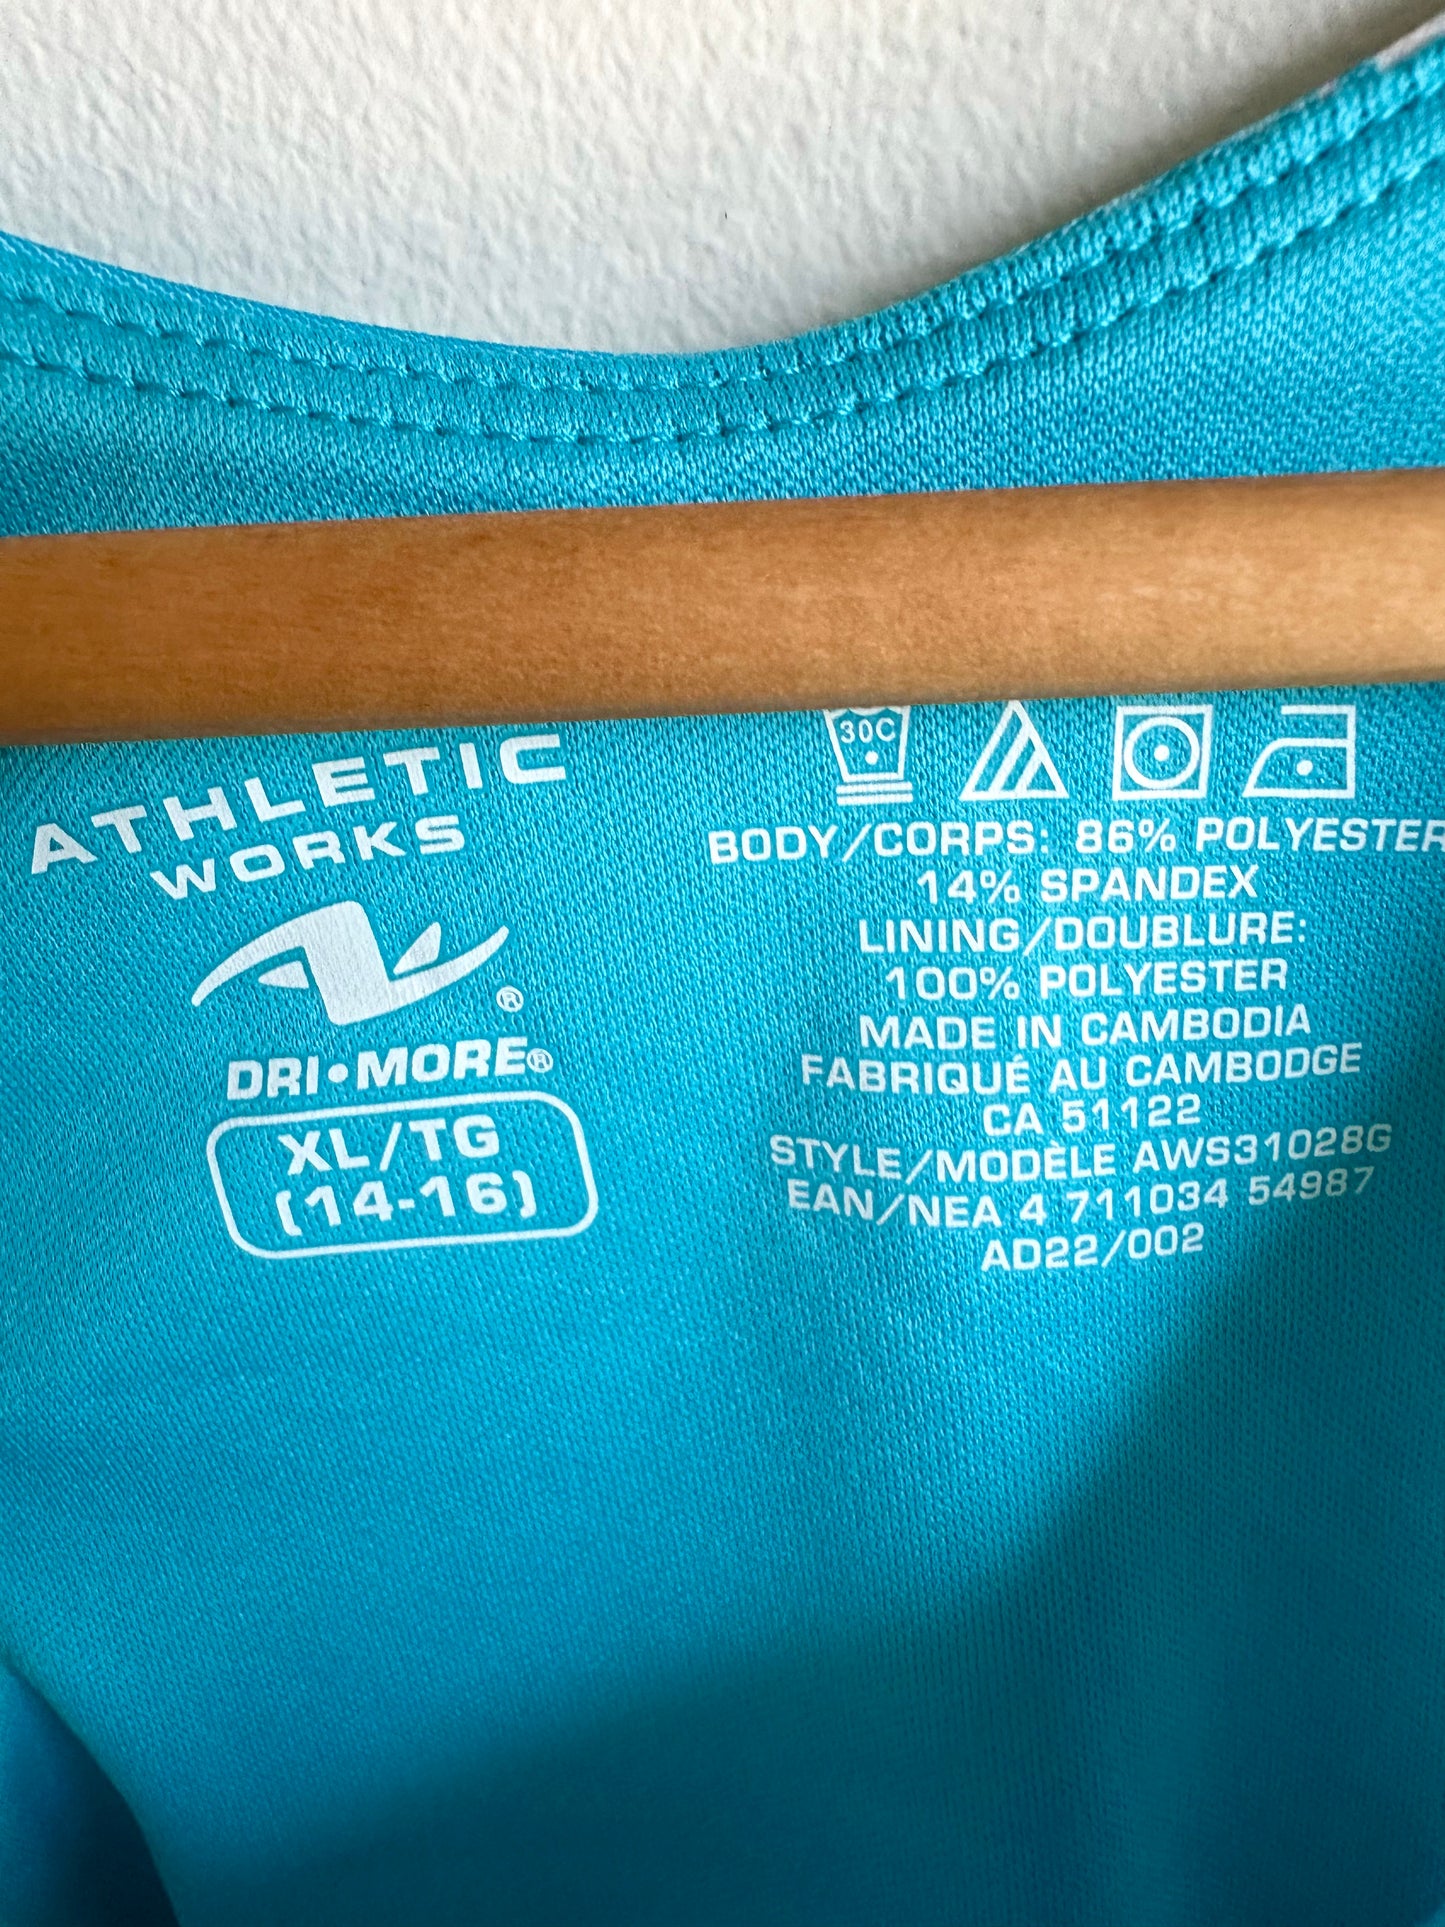 ATHLETIC
WORKS
®
DRI•MORE®
XL/TG
(14-16)
30C
BODY/CORPS: 86% POLYESTER
14% SPANDEX
LINING/DOUBLURE:
100% POLYESTER
MADE IN CAMBODIA
FABRIQUÉ AU CAMBODGE
CA 51122
STYLE/MODÈLE AWS31028G
EAN/NEA 4 711034 54987
AD22/002